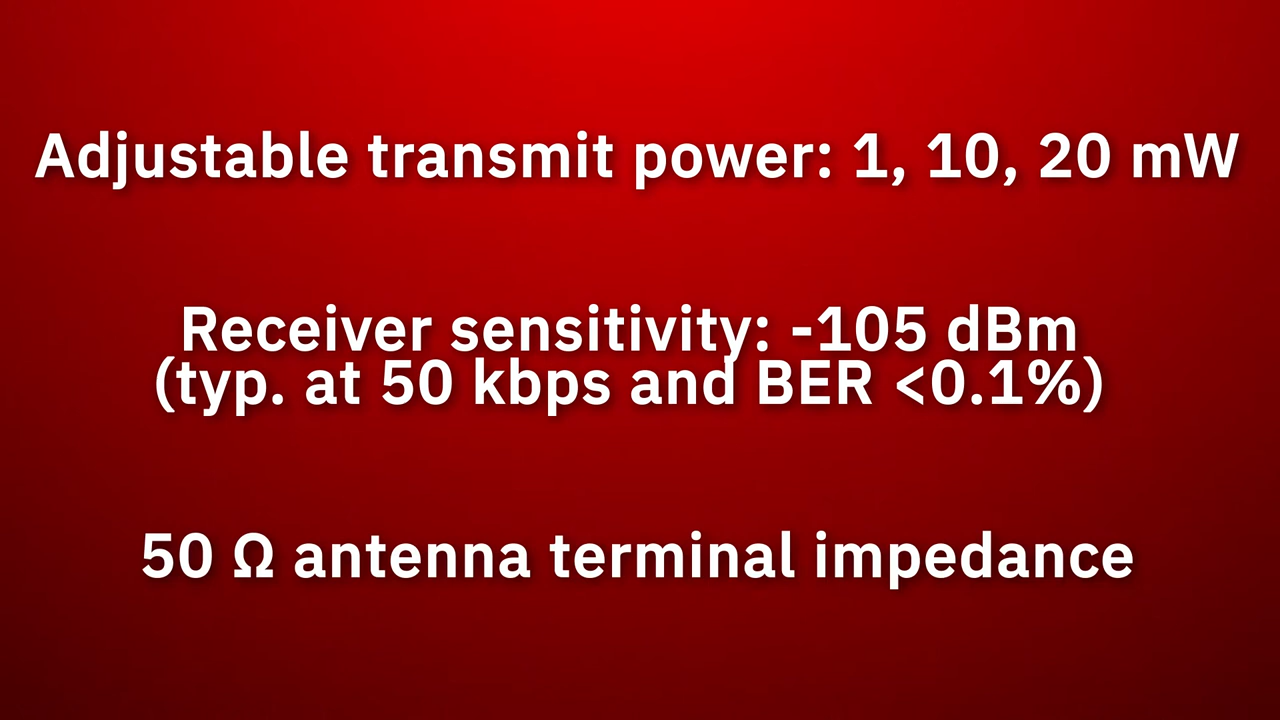 Adjustable transmit power: 1, 10, 20 mW
Receiver sensitivity: -105 dBm
(typ. at 50 kbps and BER <0.1%)
50 Ω antenna terminal impedance